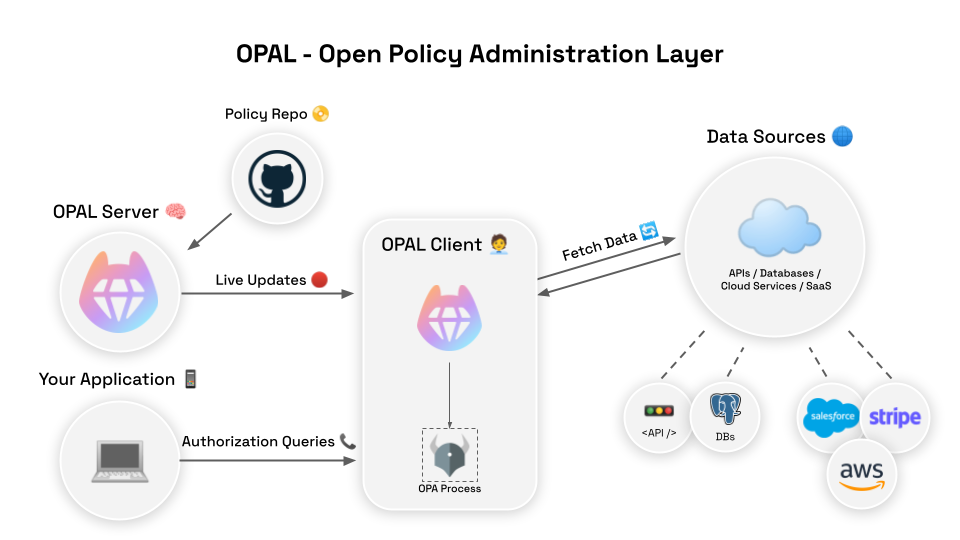 OPAL - Open Policy Administration Layer
Policy Repo
Data Sources
OPAL Server
OPAL Client
Fetch Data
Live Updates
APIs / Databases /
Cloud Services / SaaS
Your Application
Authorization Queries
OPA Process
<API />
DBs
salesforce
stripe
aws